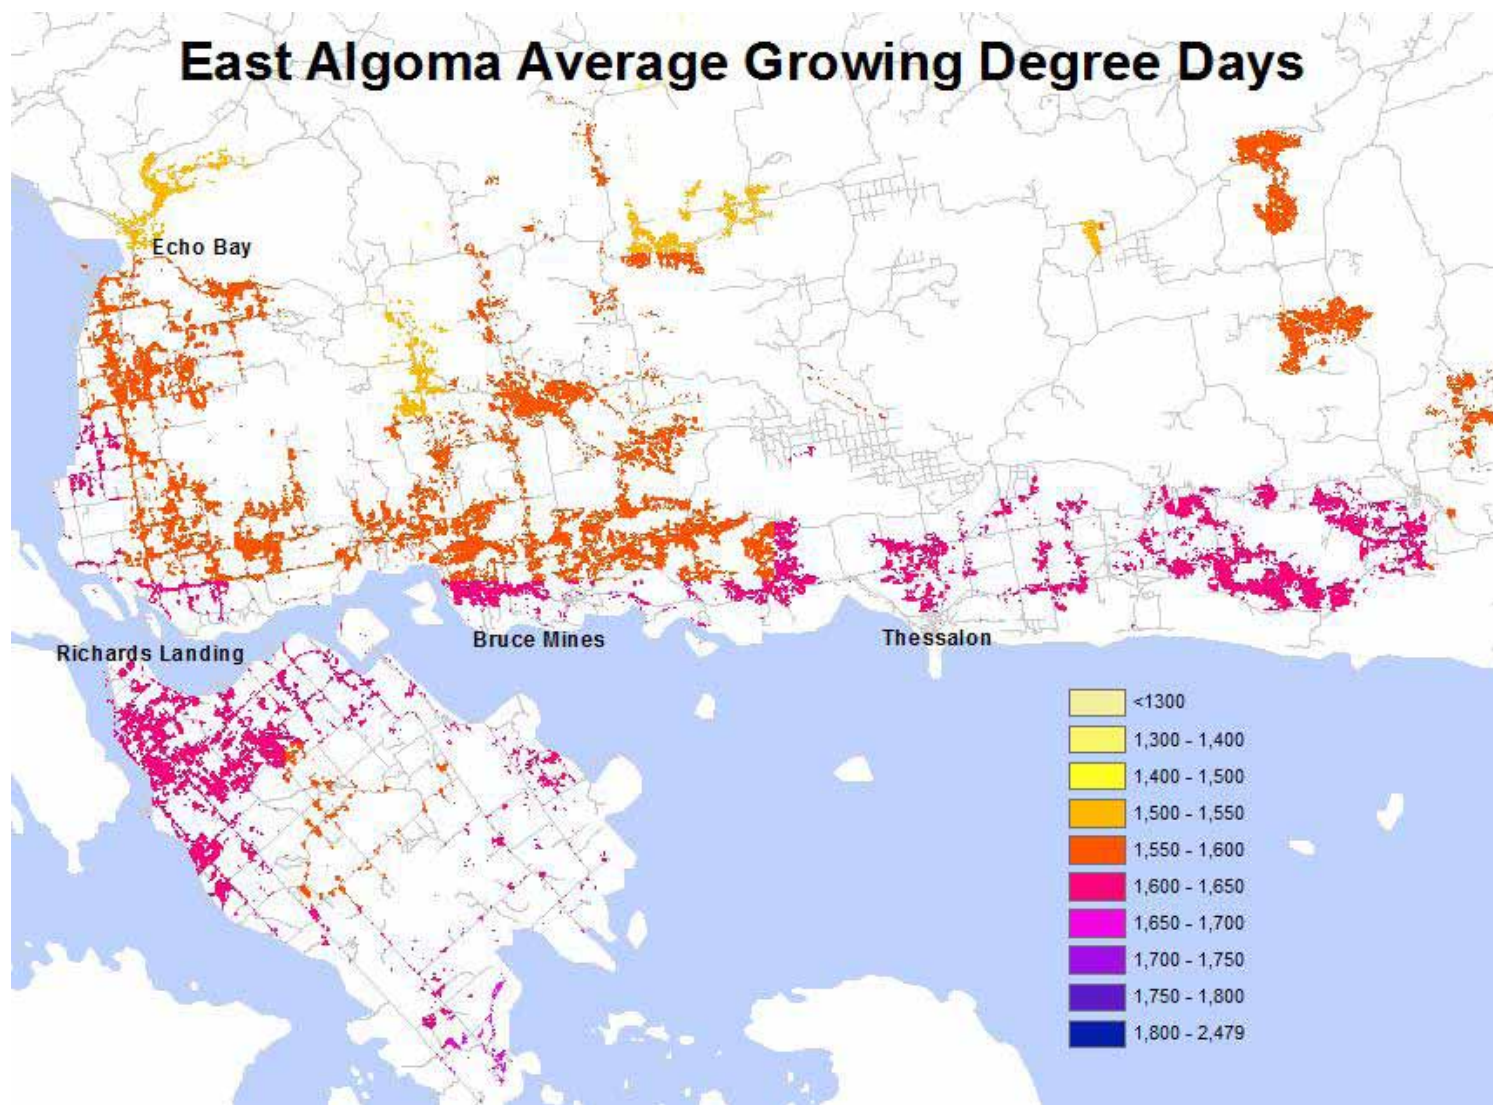 East Algoma Average Growing Degree Days
Echo Bay
Bruce Mines
Thessalon
Richards Landing
<1300
1,300 - 1,400
1,400 - 1,500
1,500 - 1,550
1,550 - 1,600
1,600 - 1,650
1,650 - 1,700
1,700 - 1,750
1,750 - 1,800
1,800 - 2,479